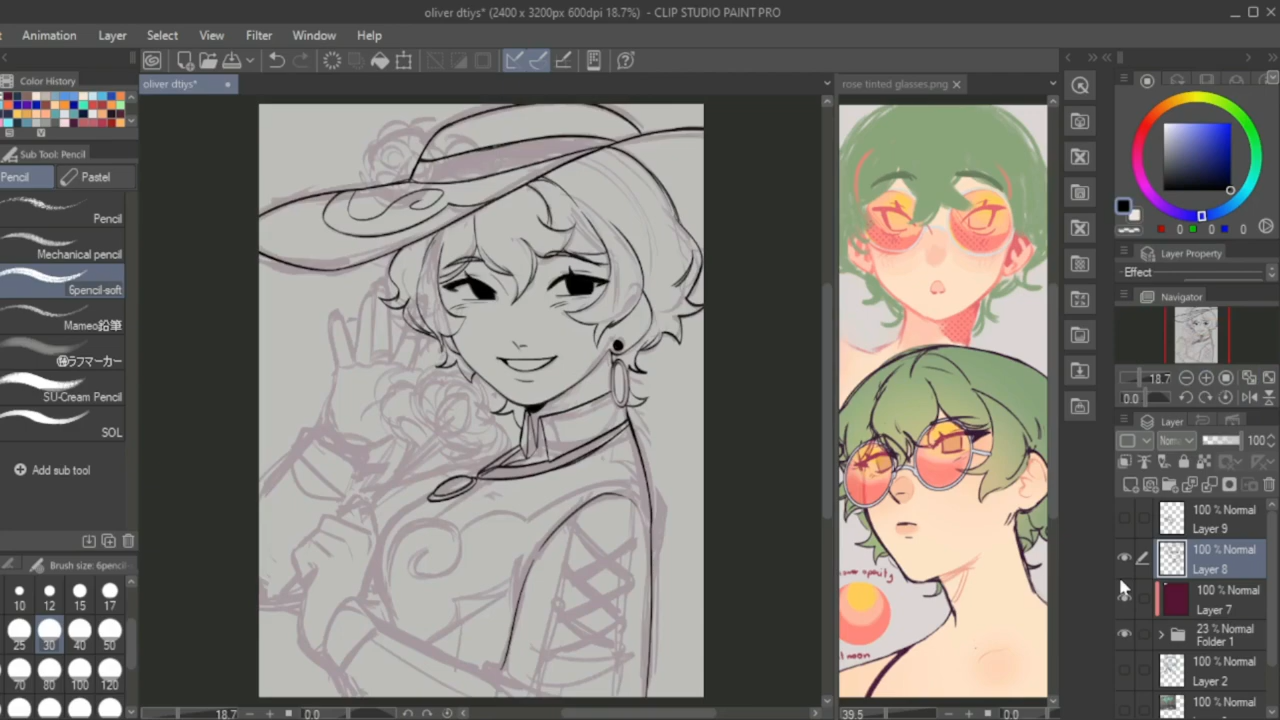 oliver dtiys* (2400 x 3200px 600dpi 18.7%) - CLIP STUDIO PAINT PRO
Animation Layer Select View Filter Window Help
Color History
oliver dtiys*
rose tinted glasses.png
Sub Tool: Pencil
Pencil
Pastel
Pencil
Mechanical pencil
6pencil-soft
Mameo鉛筆
SU-Cream Pencil
SOL
Add sub tool
Brush size: 6pencil-
10 12 15 17
25 30 40 50
70 80 100 120
18.7
0.0
39.5
0.0
0 0 0
Layer Property
Effect
Navigator
18.7
0.0
Layer
100
100 % Normal
Layer 9
100 % Normal
Layer 8
100 % Normal
Layer 7
23 % Normal
Folder 1
100 % Normal
Layer 2
100 % Normal
opacity
moon